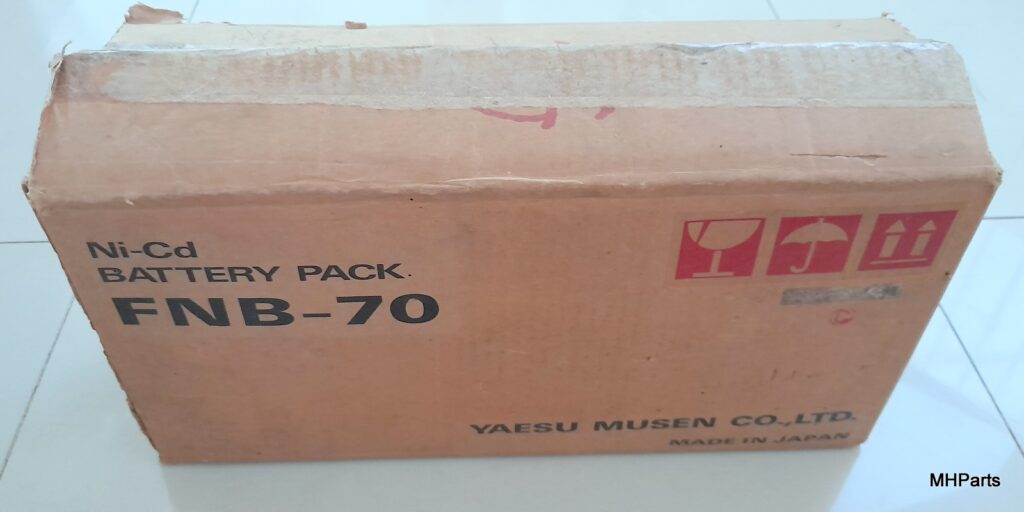 Ni-Cd
BATTERY PACK
FNB-70
YAESU MUSEN CO.,LTD.
MADE IN JAPAN
MHParts